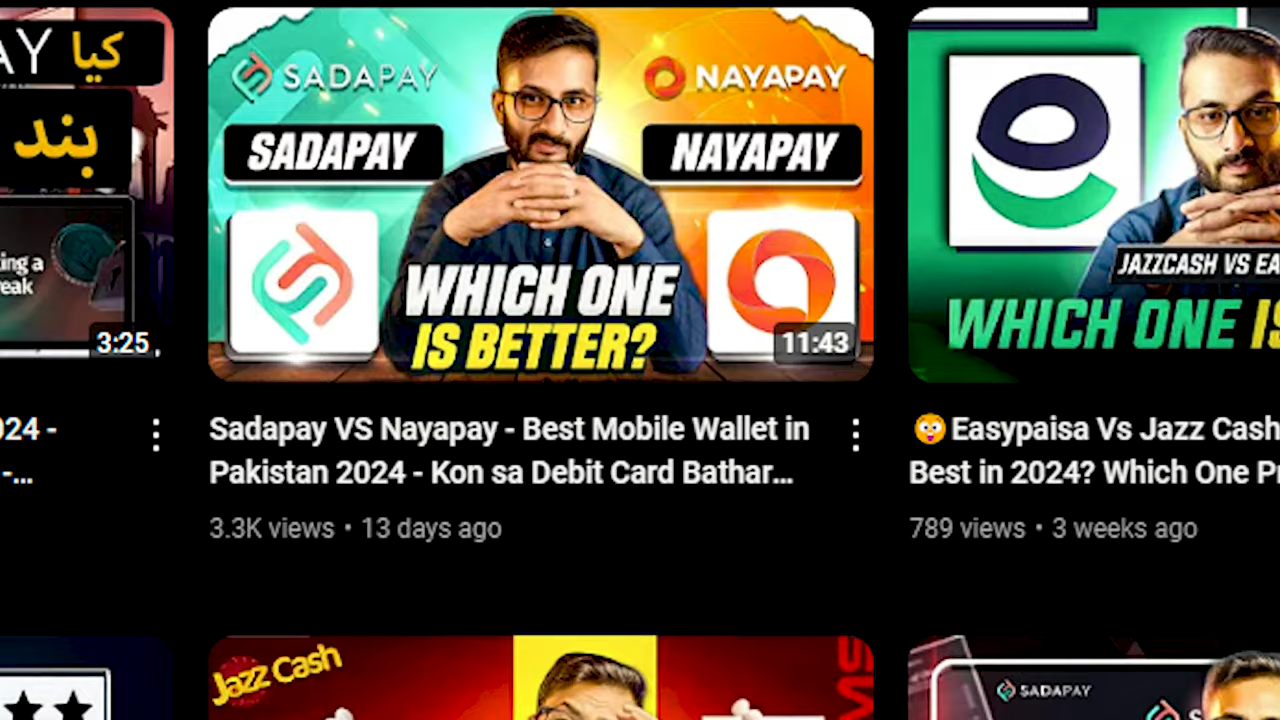 AY کیا
بند
ing a
eak
3:25
024 -
-...
SADAPAY
NAYAPAY
SADAPAY
NAYAPAY
WHICH ONE
IS BETTER?
11:43
Sadapay VS Nayapay - Best Mobile Wallet in
Pakistan 2024 - Kon sa Debit Card Bathar...
3.3K views • 13 days ago
JAZZCASH VS EA
WHICH ONE IS
😳Easypaisa Vs Jazz Cash
Best in 2024? Which One Pr
789 views • 3 weeks ago
Jazz Cash
SADAPAY